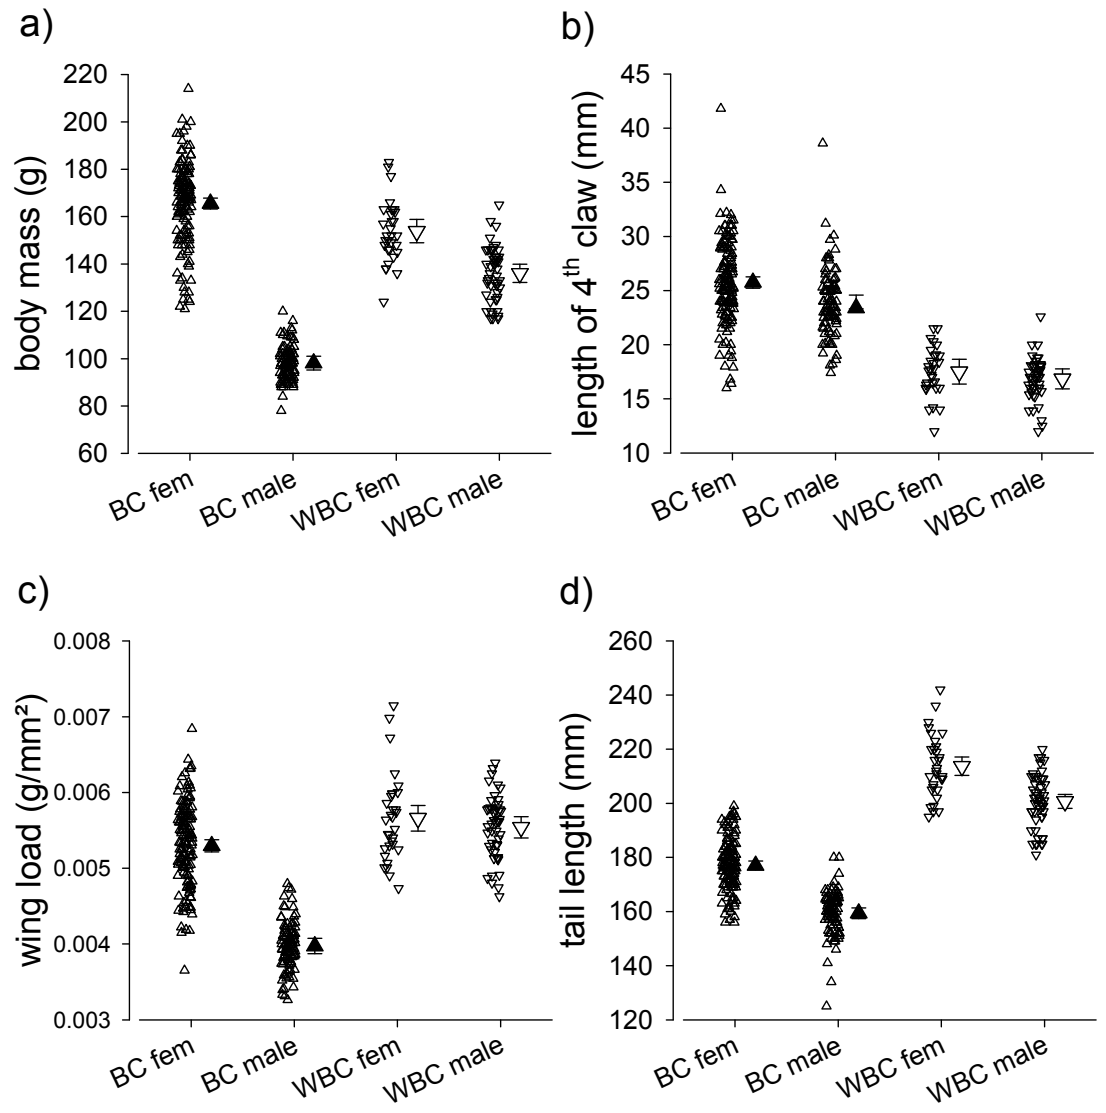 a)
body mass (g)
220
200
180
160
140
120
100
80
60
BC fem
BC male
WBC fem
WBC male
b)
length of 4th claw (mm)
45
40
35
30
25
20
15
10
BC fem
BC male
WBC fem
WBC male
c)
wing load (g/mm²)
0.008
0.007
0.006
0.005
0.004
0.003
BC fem
BC male
WBC fem
WBC male
d)
tail length (mm)
260
240
220
200
180
160
140
120
BC fem
BC male
WBC fem
WBC male